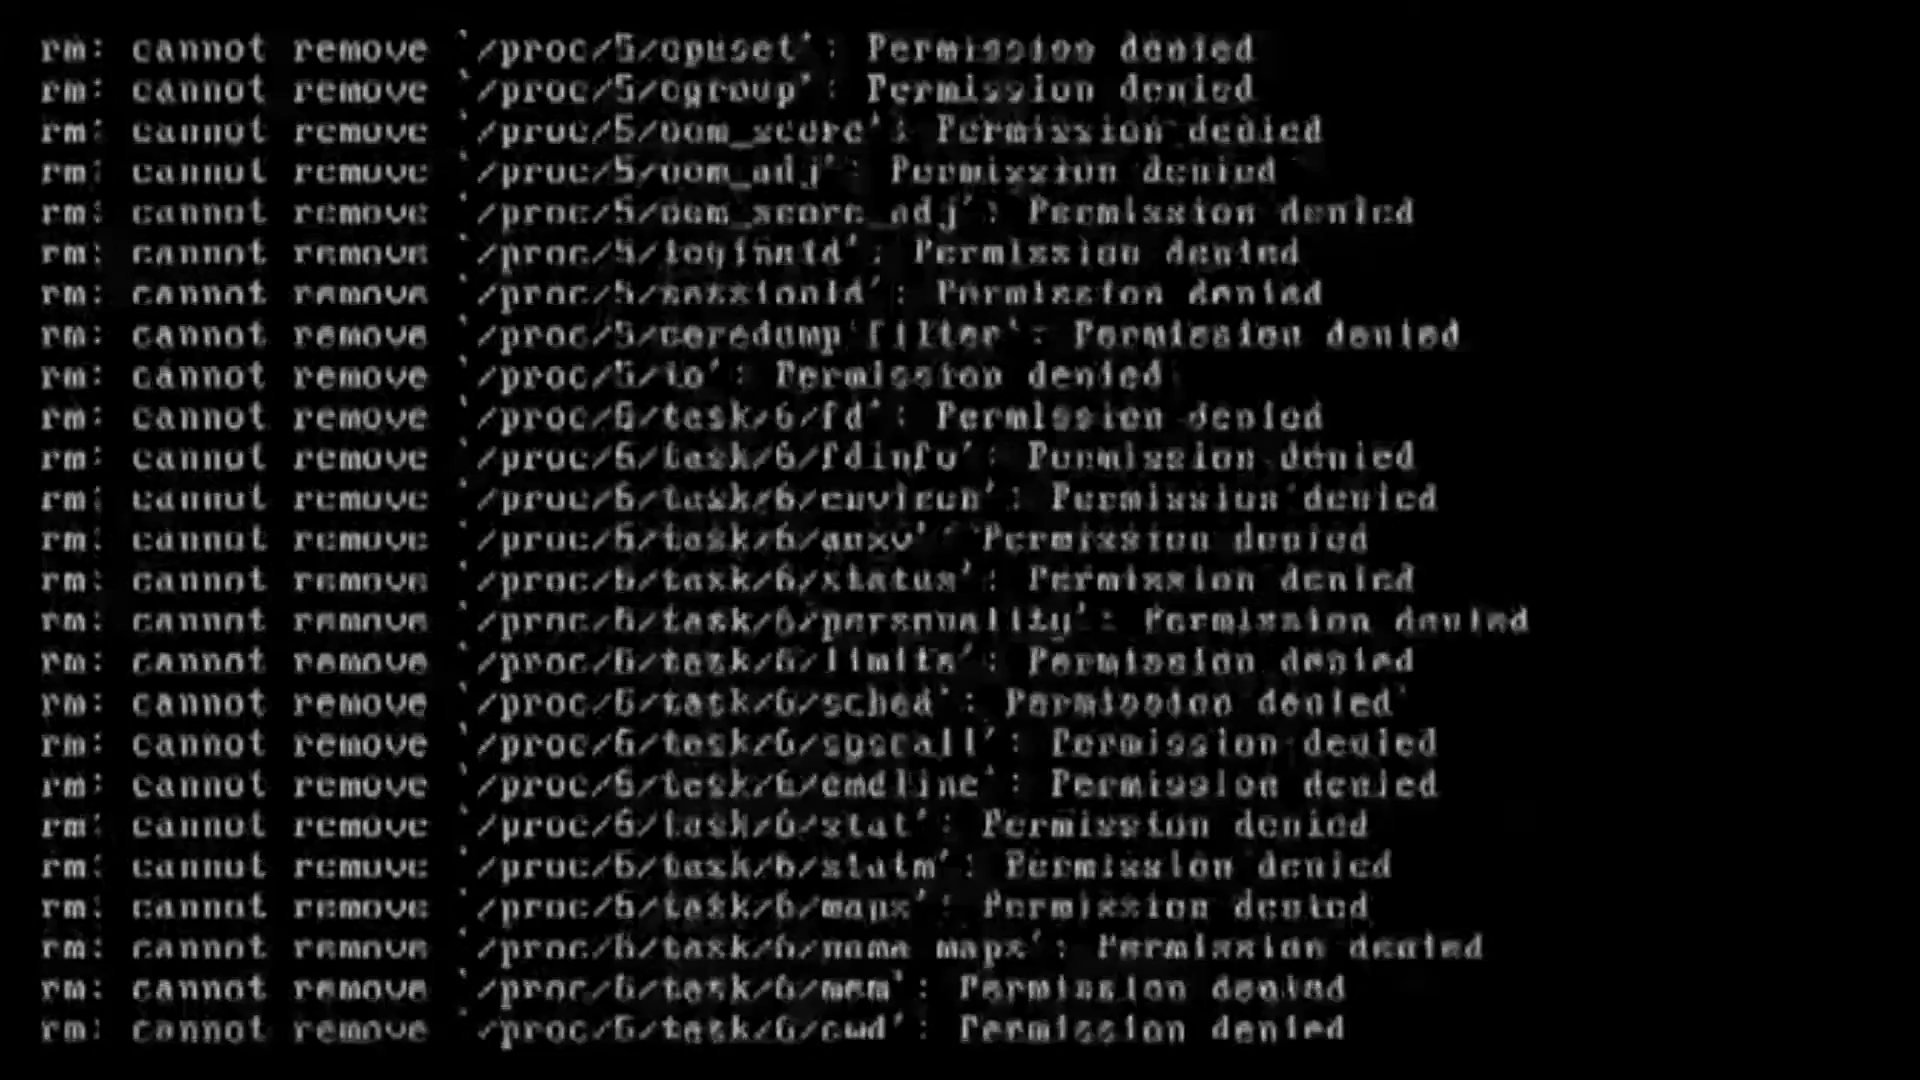 rm: cannot remove `/proc/5/cpuset': Permission denied
rm: cannot remove `/proc/5/cgroup': Permission denied
rm: cannot remove `/proc/5/oom_score': Permission denied
rm: cannot remove `/proc/5/oom_adj': Permission denied
rm: cannot remove `/proc/5/oom_score_adj': Permission denied
rm: cannot remove `/proc/5/loginuid': Permission denied
rm: cannot remove `/proc/5/sessionid': Permission denied
rm: cannot remove `/proc/5/coredump_filter': Permission denied
rm: cannot remove `/proc/5/io': Permission denied
rm: cannot remove `/proc/6/task/6/fd': Permission denied
rm: cannot remove `/proc/6/task/6/fdinfo': Permission denied
rm: cannot remove `/proc/6/task/6/environ': Permission denied
rm: cannot remove `/proc/6/task/6/auxv': Permission denied
rm: cannot remove `/proc/6/task/6/status': Permission denied
rm: cannot remove `/proc/6/task/6/personality': Permission denied
rm: cannot remove `/proc/6/task/6/limits': Permission denied
rm: cannot remove `/proc/6/task/6/sched': Permission denied
rm: cannot remove `/proc/6/task/6/syscall': Permission denied
rm: cannot remove `/proc/6/task/6/cmdline': Permission denied
rm: cannot remove `/proc/6/task/6/stat': Permission denied
rm: cannot remove `/proc/6/task/6/statm': Permission denied
rm: cannot remove `/proc/6/task/6/maps': Permission denied
rm: cannot remove `/proc/6/task/6/numa_maps': Permission denied
rm: cannot remove `/proc/6/task/6/mem': Permission denied
rm: cannot remove `/proc/6/task/6/cwd': Permission denied